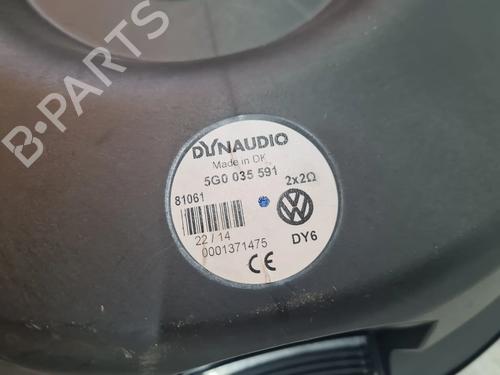 B-PARTS
DYNAUDIO
Made in DK
5G0 035 591
81061
2x2Ω
22 / 14
DY6
0001371475
CE